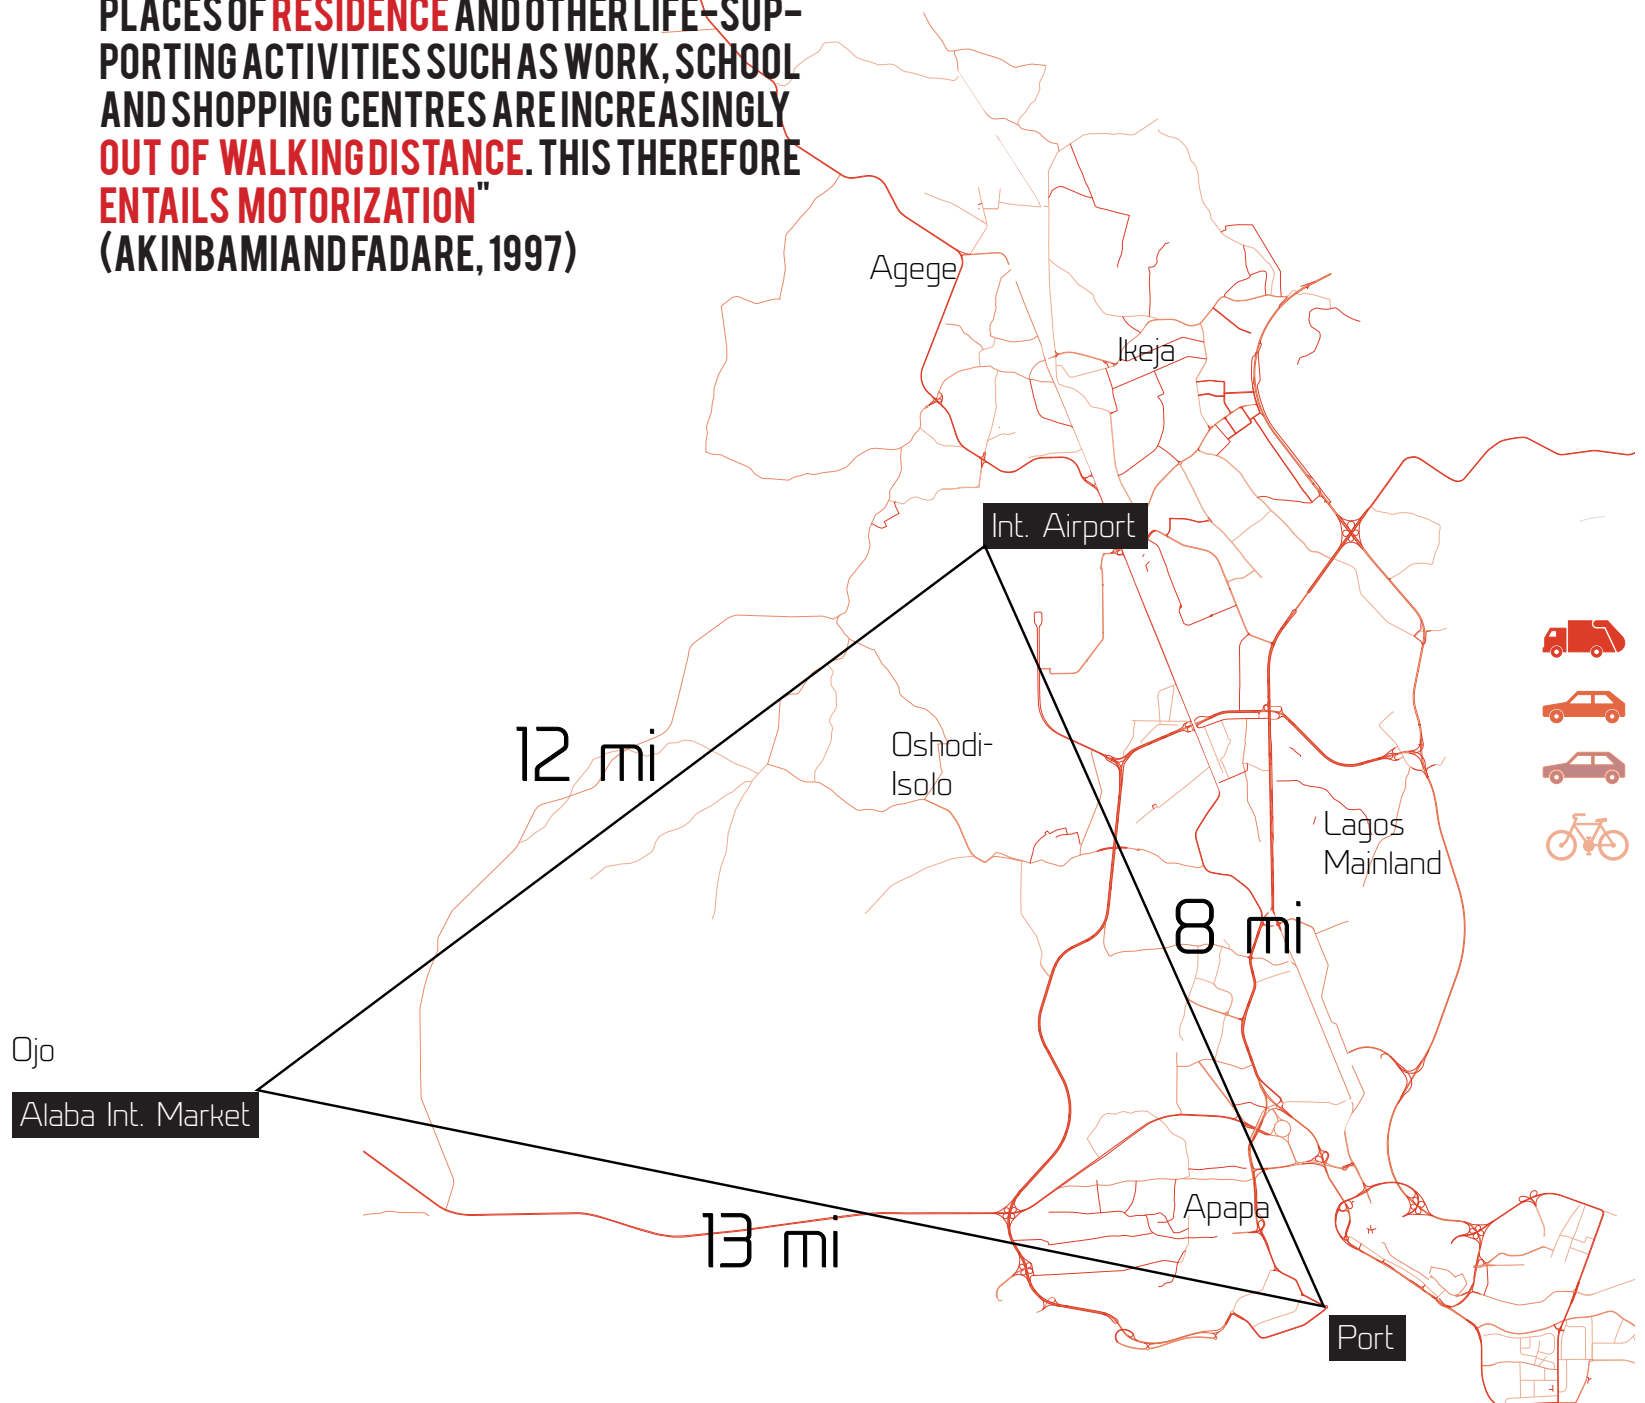 PLACES OF RESIDENCE AND OTHER LIFE-SUP-
PORTING ACTIVITIES SUCH AS WORK, SCHOOL
AND SHOPPING CENTRES ARE INCREASINGLY
OUT OF WALKING DISTANCE. THIS THEREFORE
ENTAILS MOTORIZATION"
(AKINBAMI AND FADARE, 1997)
Agege
Ikeja
Int. Airport
12 mi
Oshodi-
Isolo
Lagos
Mainland
8 mi
Ojo
Alaba Int. Market
Apapa
13 mi
Port